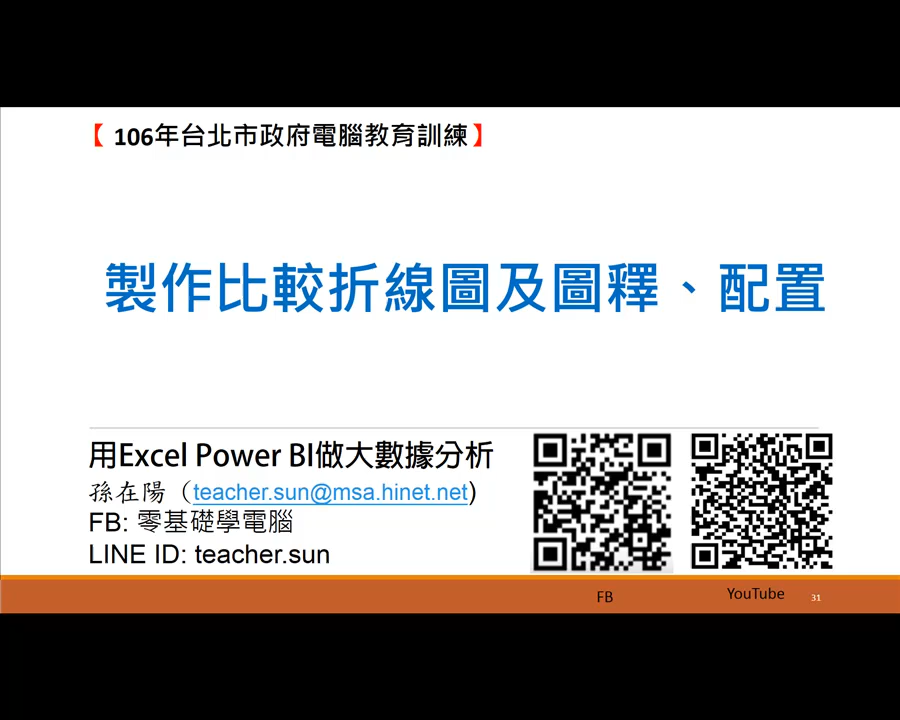 【 106年台北市政府電腦教育訓練】
製作比較折線圖及圖釋、配置
用Excel Power BI做大數據分析
孫在陽（teacher.sun@msa.hinet.net)
FB: 零基礎學電腦
LINE ID: teacher.sun
FB
YouTube
31